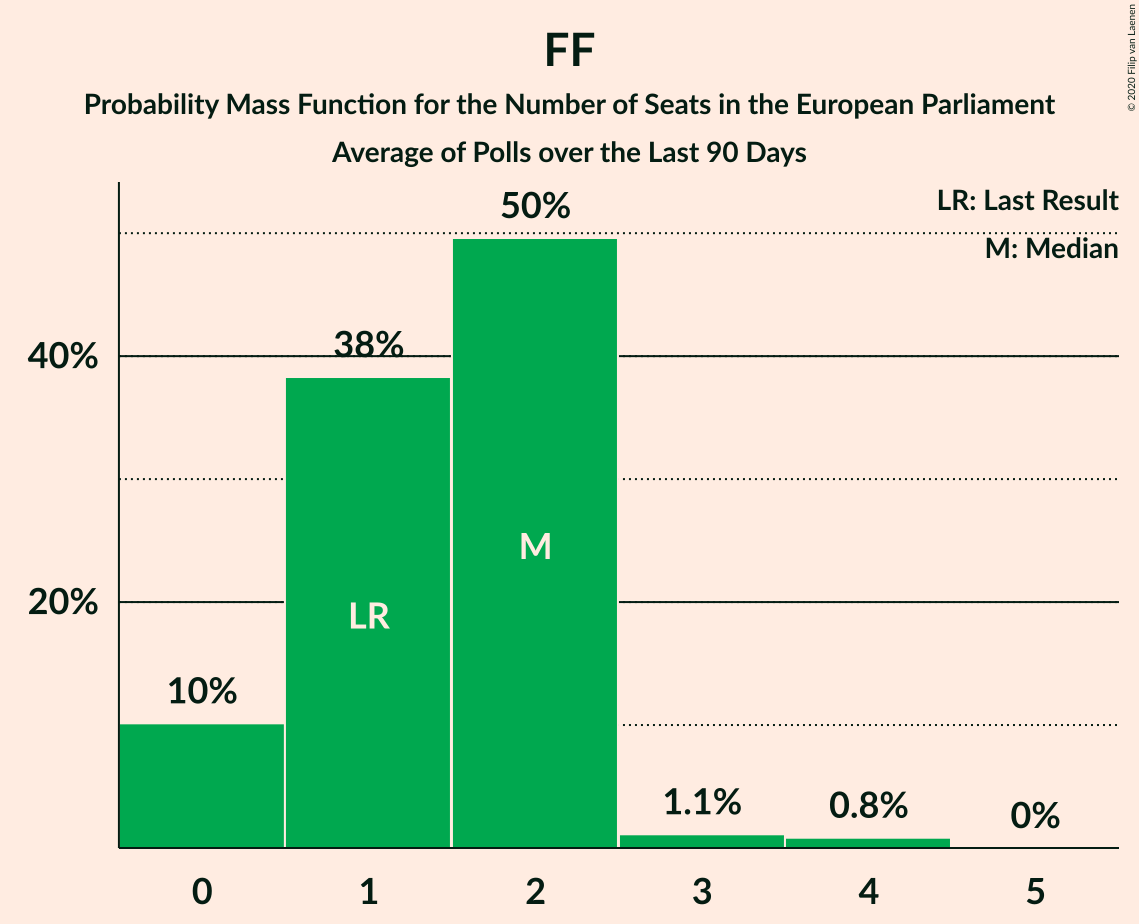 FF
Probability Mass Function for the Number of Seats in the European Parliament
Average of Polls over the Last 90 Days
© 2020 Filip van Laenen
LR: Last Result
M: Median
50%
38%
40%
M
20%
LR
10%
1.1%
0.8%
0%
0 1 2 3 4 5